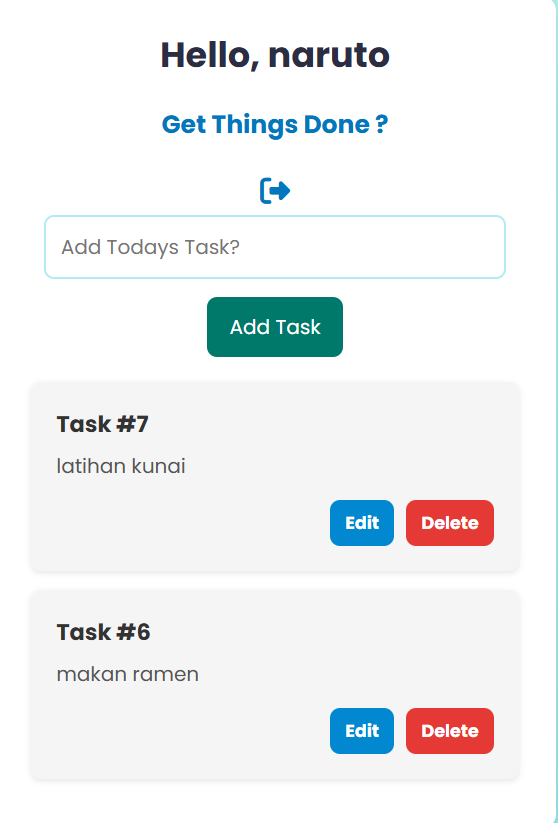 Hello, naruto
Get Things Done ?
Add Todays Task?
Add Task
Task #7
latihan kunai
Edit Delete
Task #6
makan ramen
Edit Delete